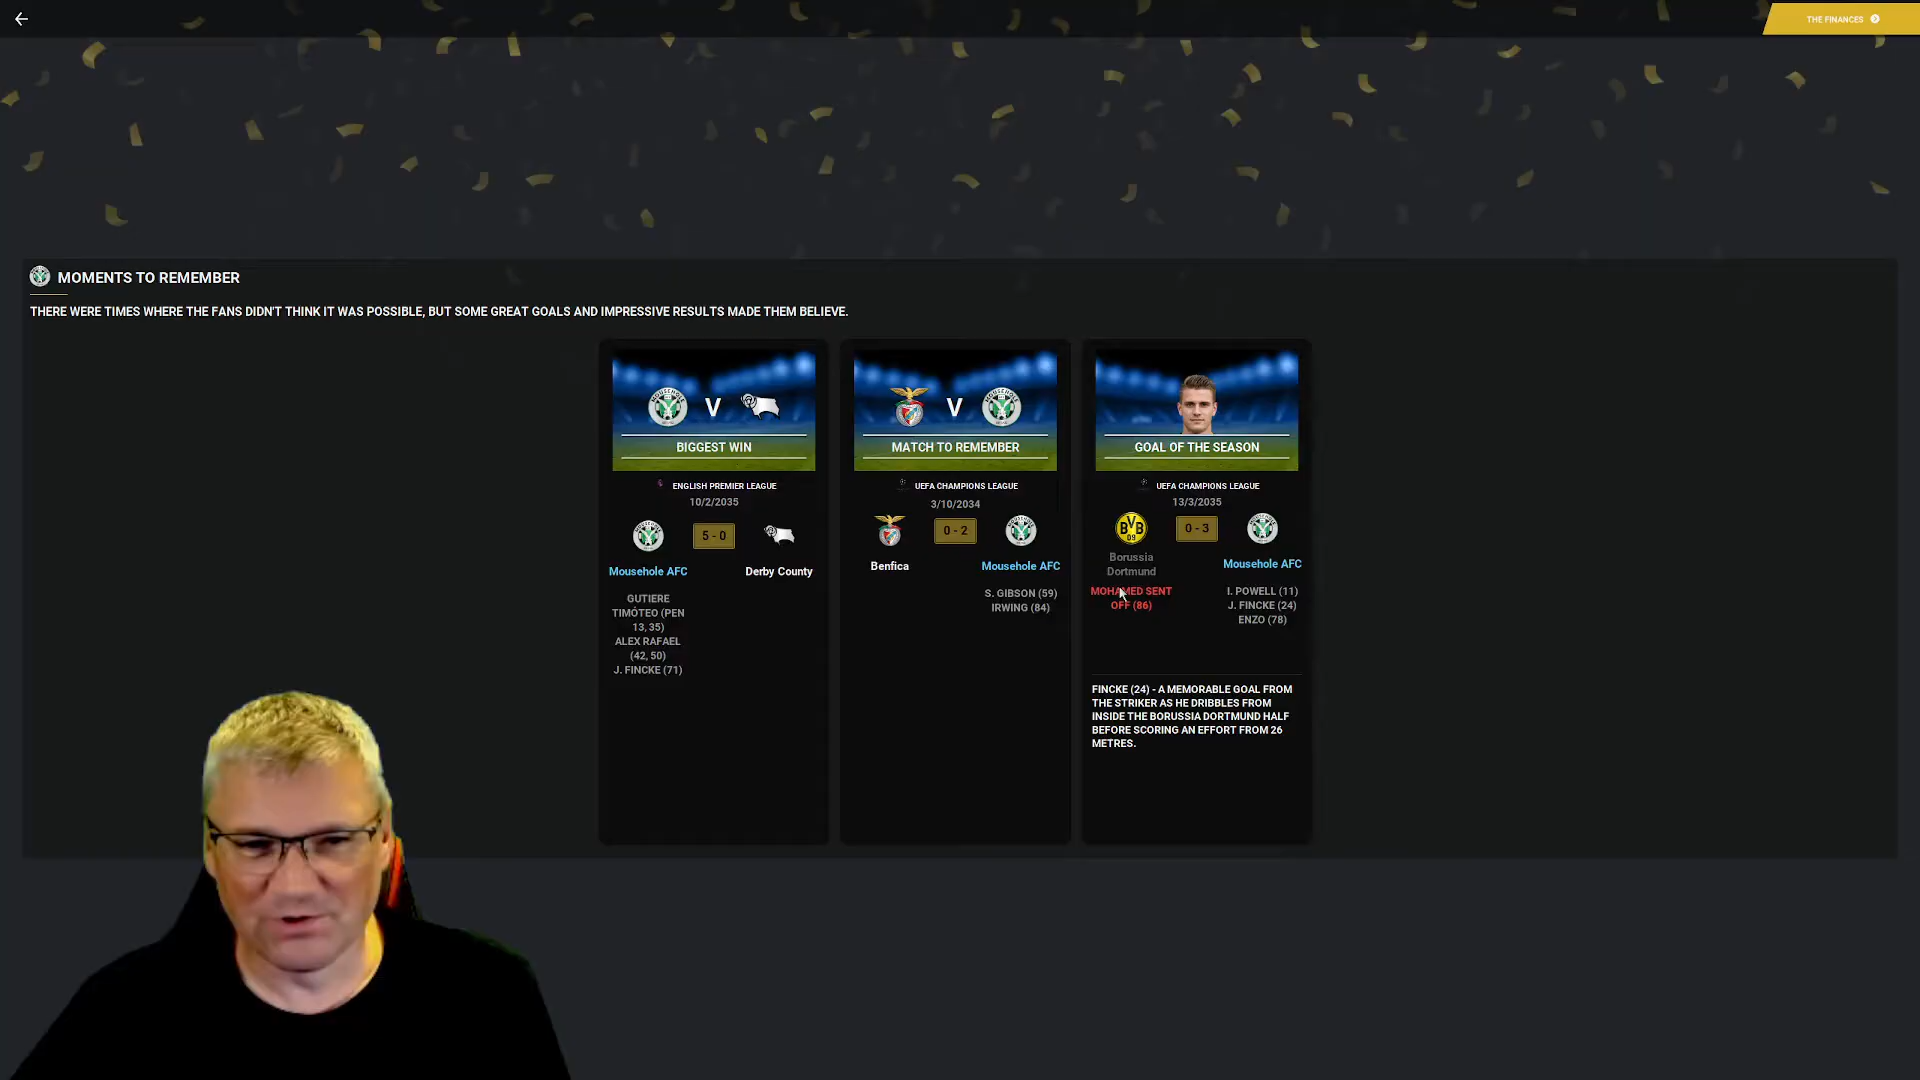 THE FINANCES
MOMENTS TO REMEMBER
THERE WERE TIMES WHERE THE FANS DIDN'T THINK IT WAS POSSIBLE, BUT SOME GREAT GOALS AND IMPRESSIVE RESULTS MADE THEM BELIEVE.
V
BIGGEST WIN
ENGLISH PREMIER LEAGUE
10/2/2035
5 - 0
Mousehole AFC
Derby County
GUTIERE
TIMÓTEO (PEN
13, 35)
ALEX RAFAEL
(42, 50)
J. FINCKE (71)
V
MATCH TO REMEMBER
UEFA CHAMPIONS LEAGUE
3/10/2034
0 - 2
Benfica
Mousehole AFC
S. GIBSON (59)
IRWING (84)
GOAL OF THE SEASON
UEFA CHAMPIONS LEAGUE
13/3/2035
BVB
09
0 - 3
Borussia
Dortmund
Mousehole AFC
MOHAMED SENT
OFF (86)
I. POWELL (11)
J. FINCKE (24)
ENZO (78)
FINCKE (24) - A MEMORABLE GOAL FROM
THE STRIKER AS HE DRIBBLES FROM
INSIDE THE BORUSSIA DORTMUND HALF
BEFORE SCORING AN EFFORT FROM 26
METRES.